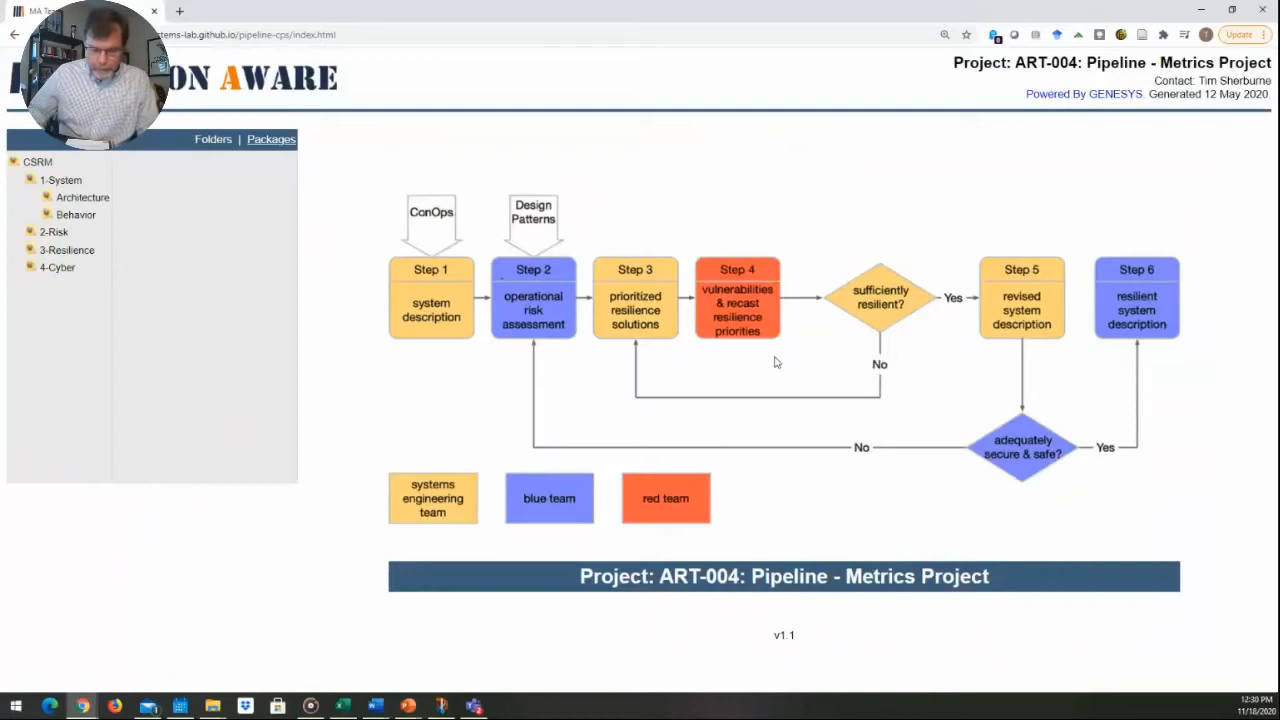 MA Te
tems-lab.github.io/pipeline-cps/index.html
T
Update
ON AWARE
Project: ART-004: Pipeline - Metrics Project
Contact: Tim Sherburne
Powered By GENESYS. Generated 12 May 2020.
Folders | Packages
CSRM
1-System
Architecture
Behavior
2-Risk
3-Resilience
4-Cyber
ConOps
Design
Patterns
Step 1
system
description
Step 2
operational
risk
assessment
Step 3
prioritized
resilience
solutions
Step 4
vulnerabilities
& recast
resilience
priorities
sufficiently
resilient?
Yes
No
Step 5
revised
system
description
Step 6
resilient
system
description
adequately
secure & safe?
Yes
No
systems
engineering
team
blue team
red team
Project: ART-004: Pipeline - Metrics Project
v1.1
12:30 PM
11/18/2020